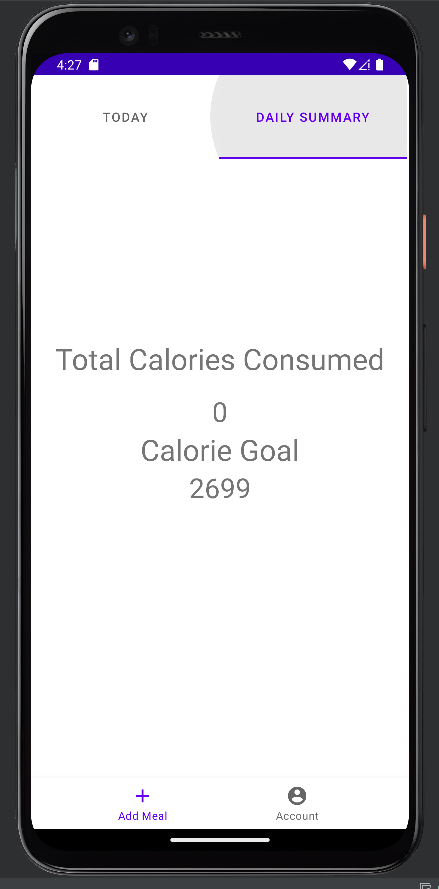 4:27
TODAY DAILY SUMMARY
Total Calories Consumed
0
Calorie Goal
2699
Add Meal Account